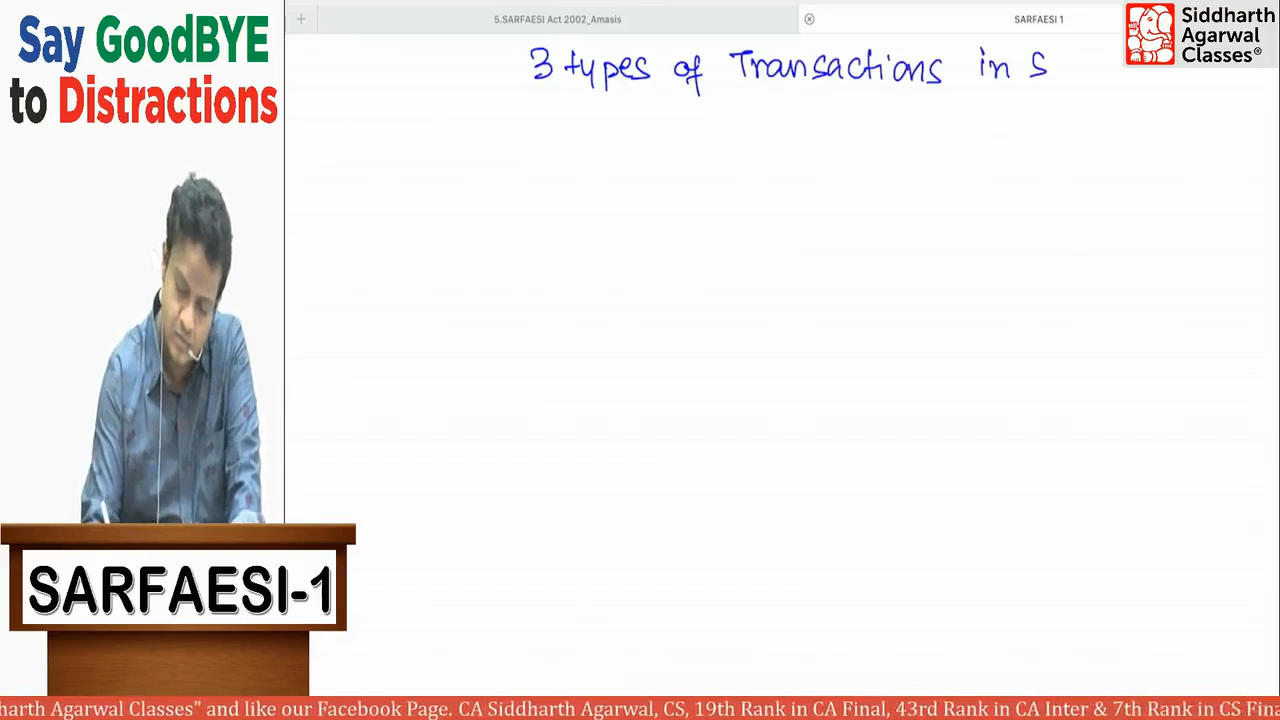 Say GoodBYE
to Distractions
5.SARFAESI Act 2002_Amasis
SARFAESI 1
Siddharth
Agarwal
Classes®
3 types of Transactions in S
SARFAESI-1
harth Agarwal Classes" and like our Facebook Page. CA Siddharth Agarwal, CS, 19th Rank in CA Final, 43rd Rank in CA Inter & 7th Rank in CS Fina